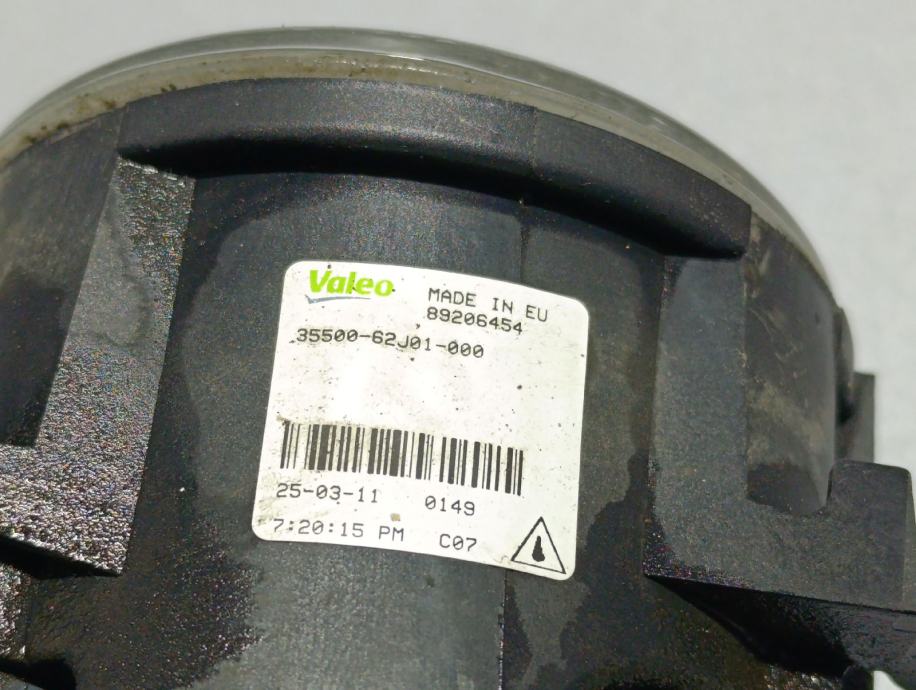 Valeo
MADE IN EU
89206454
35500-62J01-000
25-03-11 0149
7:20:15 PM C07